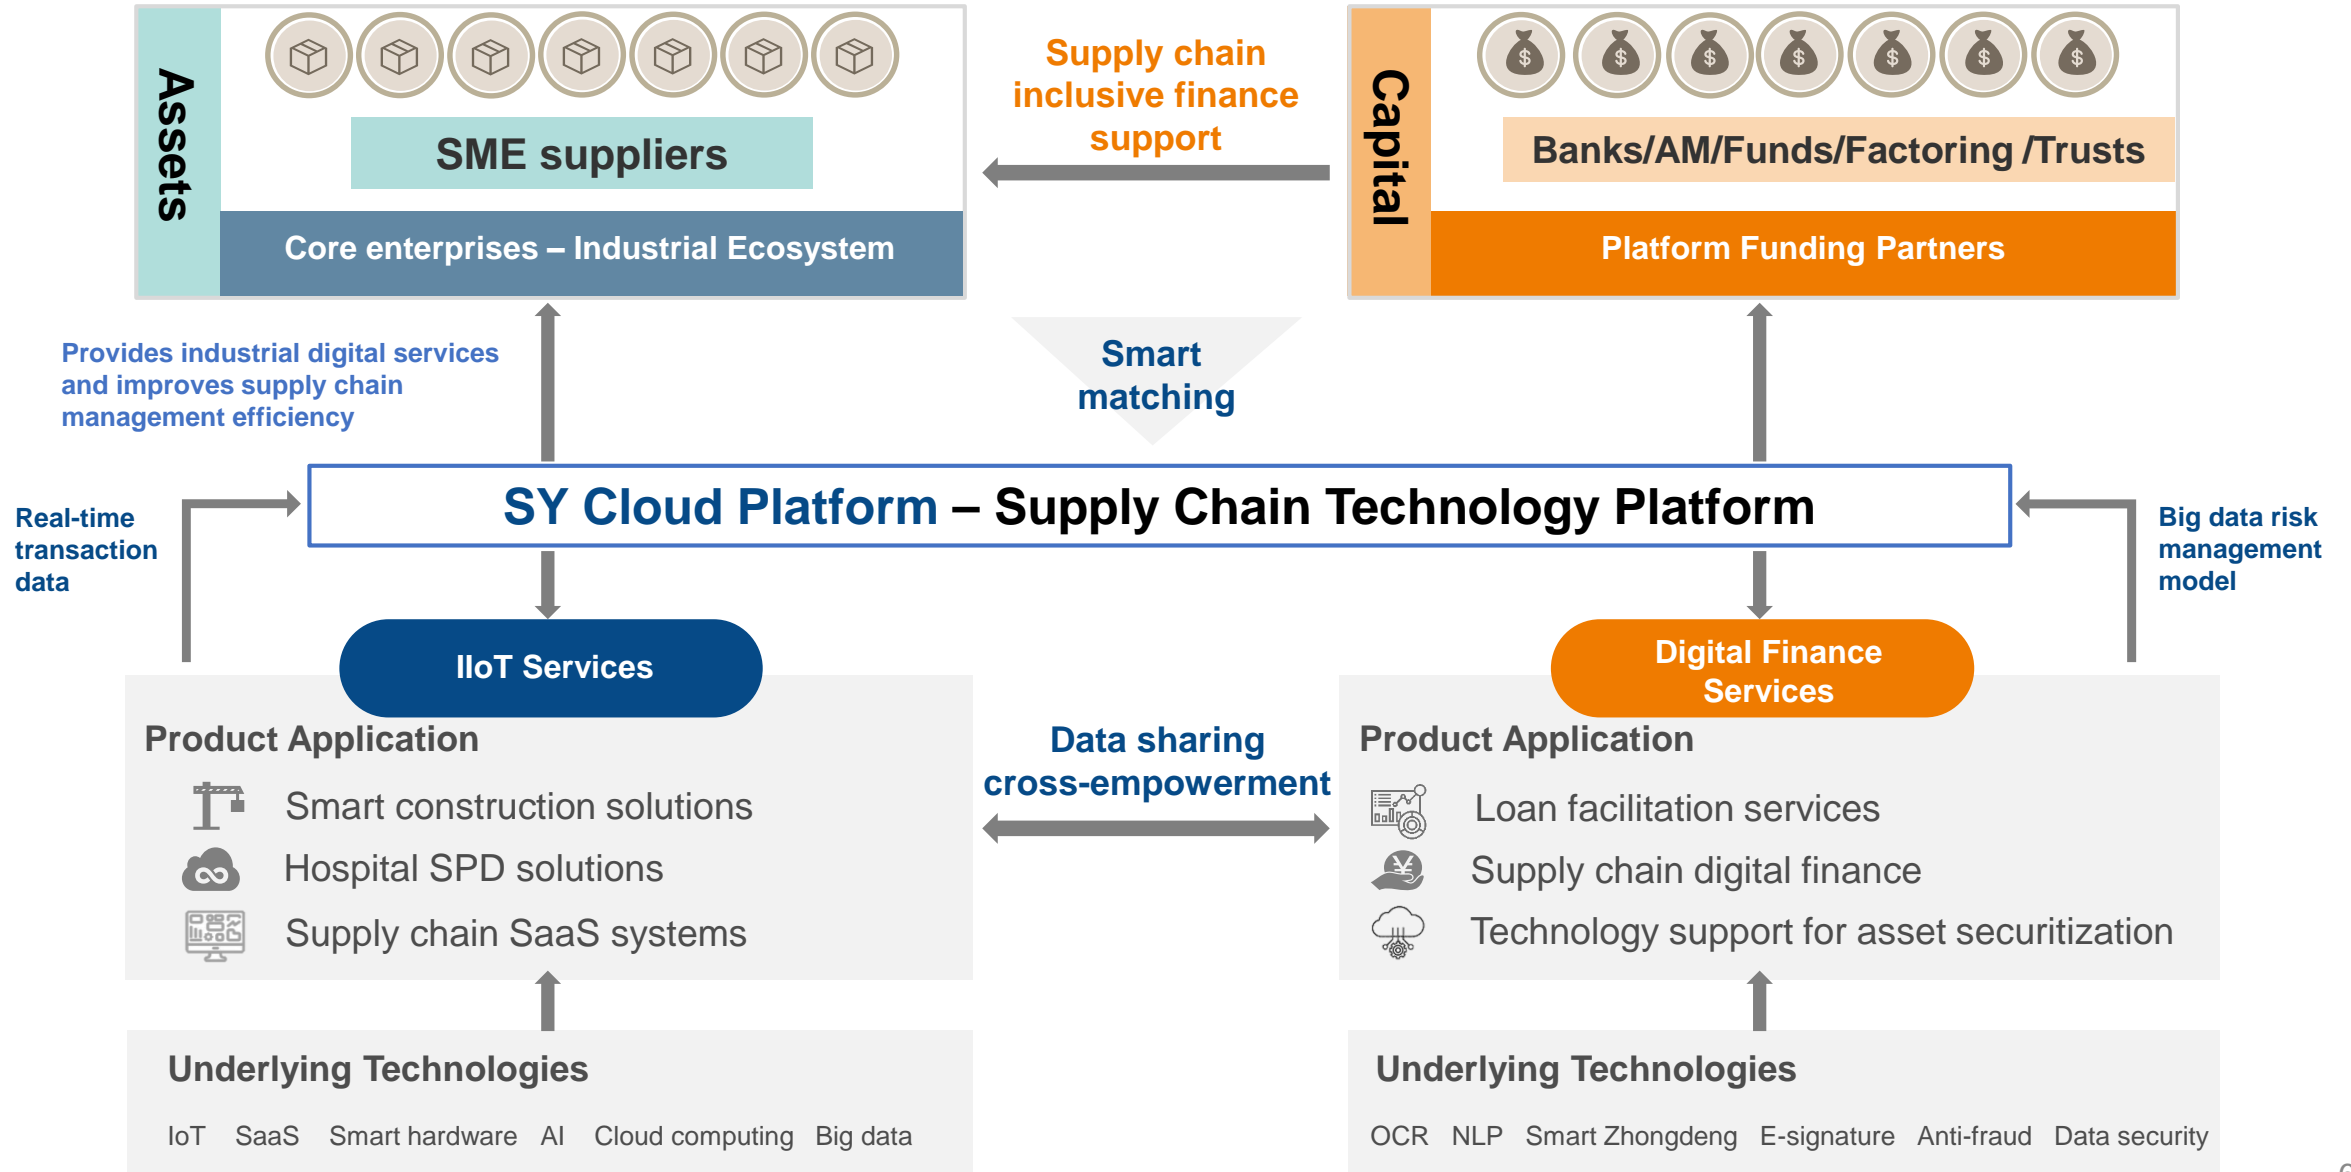 Assets
SME suppliers
Core enterprises – Industrial Ecosystem
Supply chain
inclusive finance
support
Capital
Banks/AM/Funds/Factoring /Trusts
Platform Funding Partners
Provides industrial digital services
and improves supply chain
management efficiency
Smart
matching
Real-time
transaction
data
SY Cloud Platform – Supply Chain Technology Platform
Big data risk
management
model
IIoT Services
Product Application
Smart construction solutions
Hospital SPD solutions
Supply chain SaaS systems
Data sharing
cross-empowerment
Digital Finance
Services
Product Application
Loan facilitation services
Supply chain digital finance
Technology support for asset securitization
Underlying Technologies
IoT SaaS Smart hardware AI Cloud computing Big data
Underlying Technologies
OCR NLP Smart Zhongdeng E-signature Anti-fraud Data security